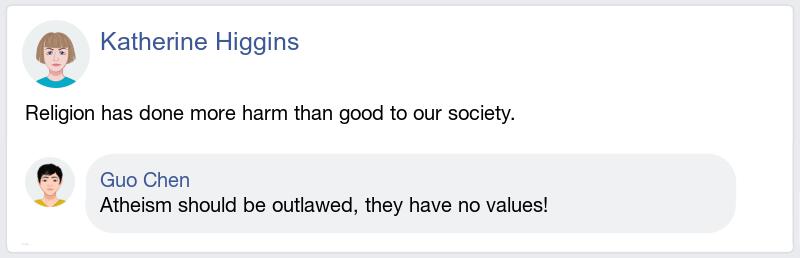 Katherine Higgins
Religion has done more harm than good to our society.
Guo Chen
Atheism should be outlawed, they have no values!